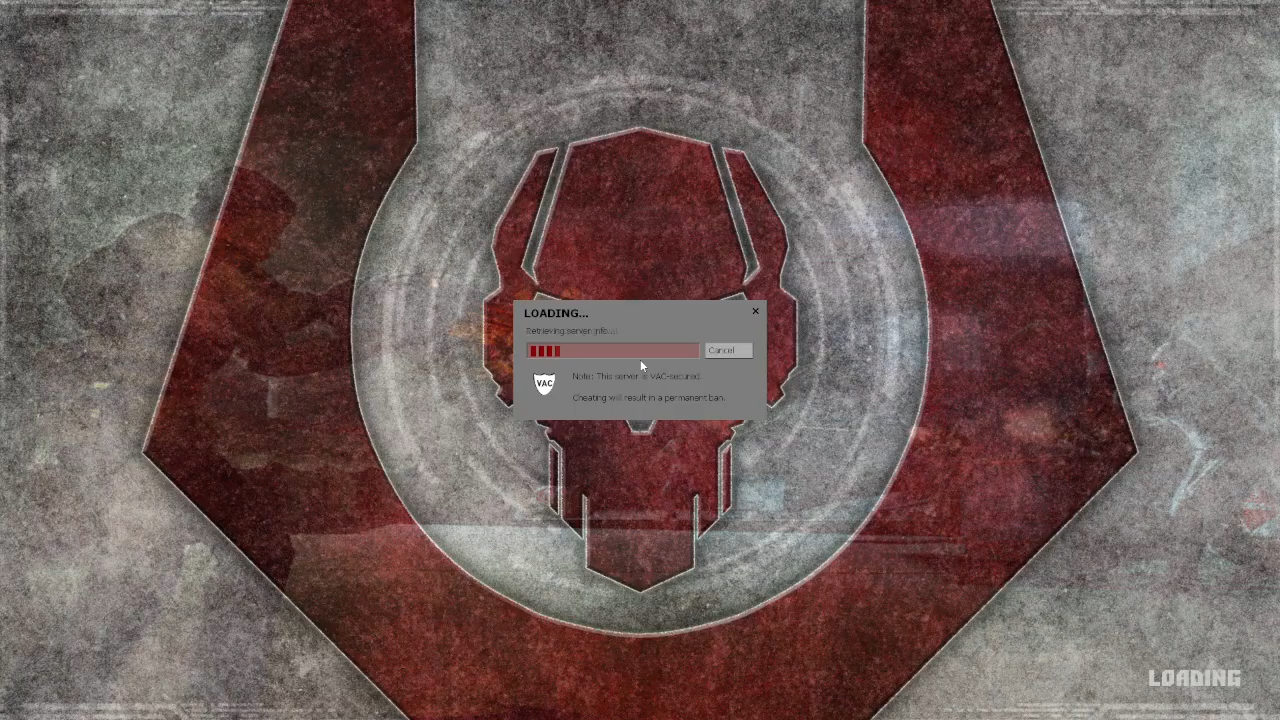 LOADING...
Retrieving server info.....
Cancel
VAC
Note: This server is VAC-secured.
Cheating will result in a permanent ban.
LOADING